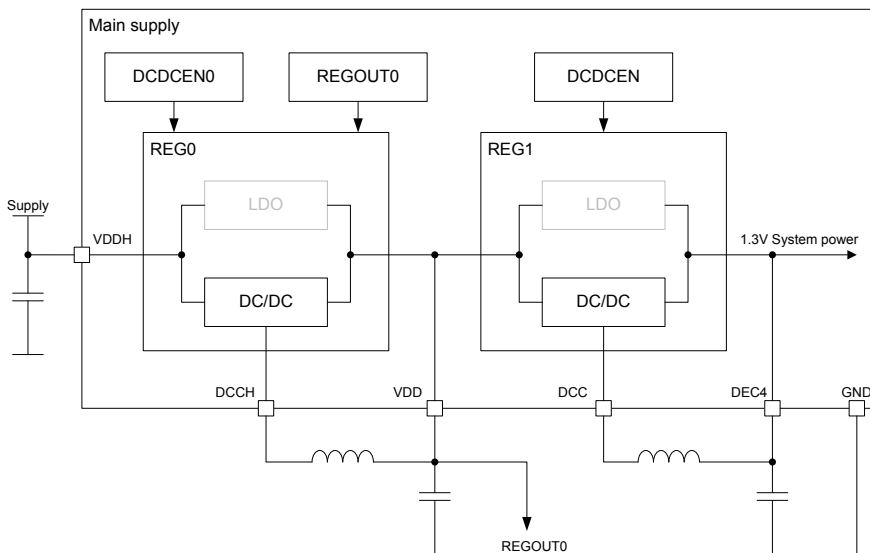 Main supply
DCDCEN0
REGOUT0
DCDCEN
REG0
REG1
LDO
LDO
Supply
VDDH
1.3V System power
DC/DC
DC/DC
DCCH
VDD
DCC
DEC4
GND
REGOUT0